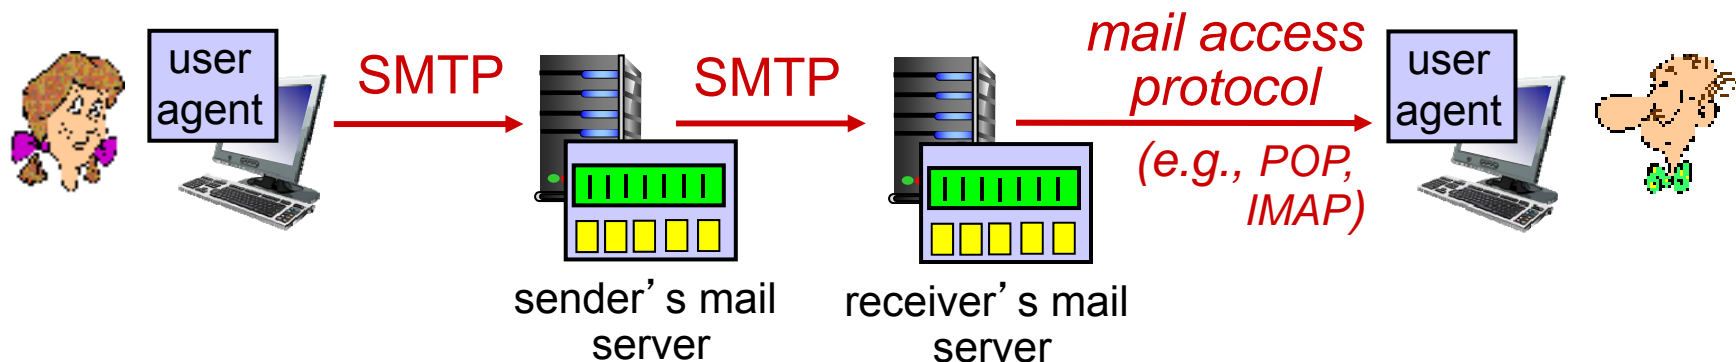 user
agent
SMTP
SMTP
mail access
protocol
(e.g., POP,
IMAP)
user
agent
sender’s mail
server
receiver’s mail
server